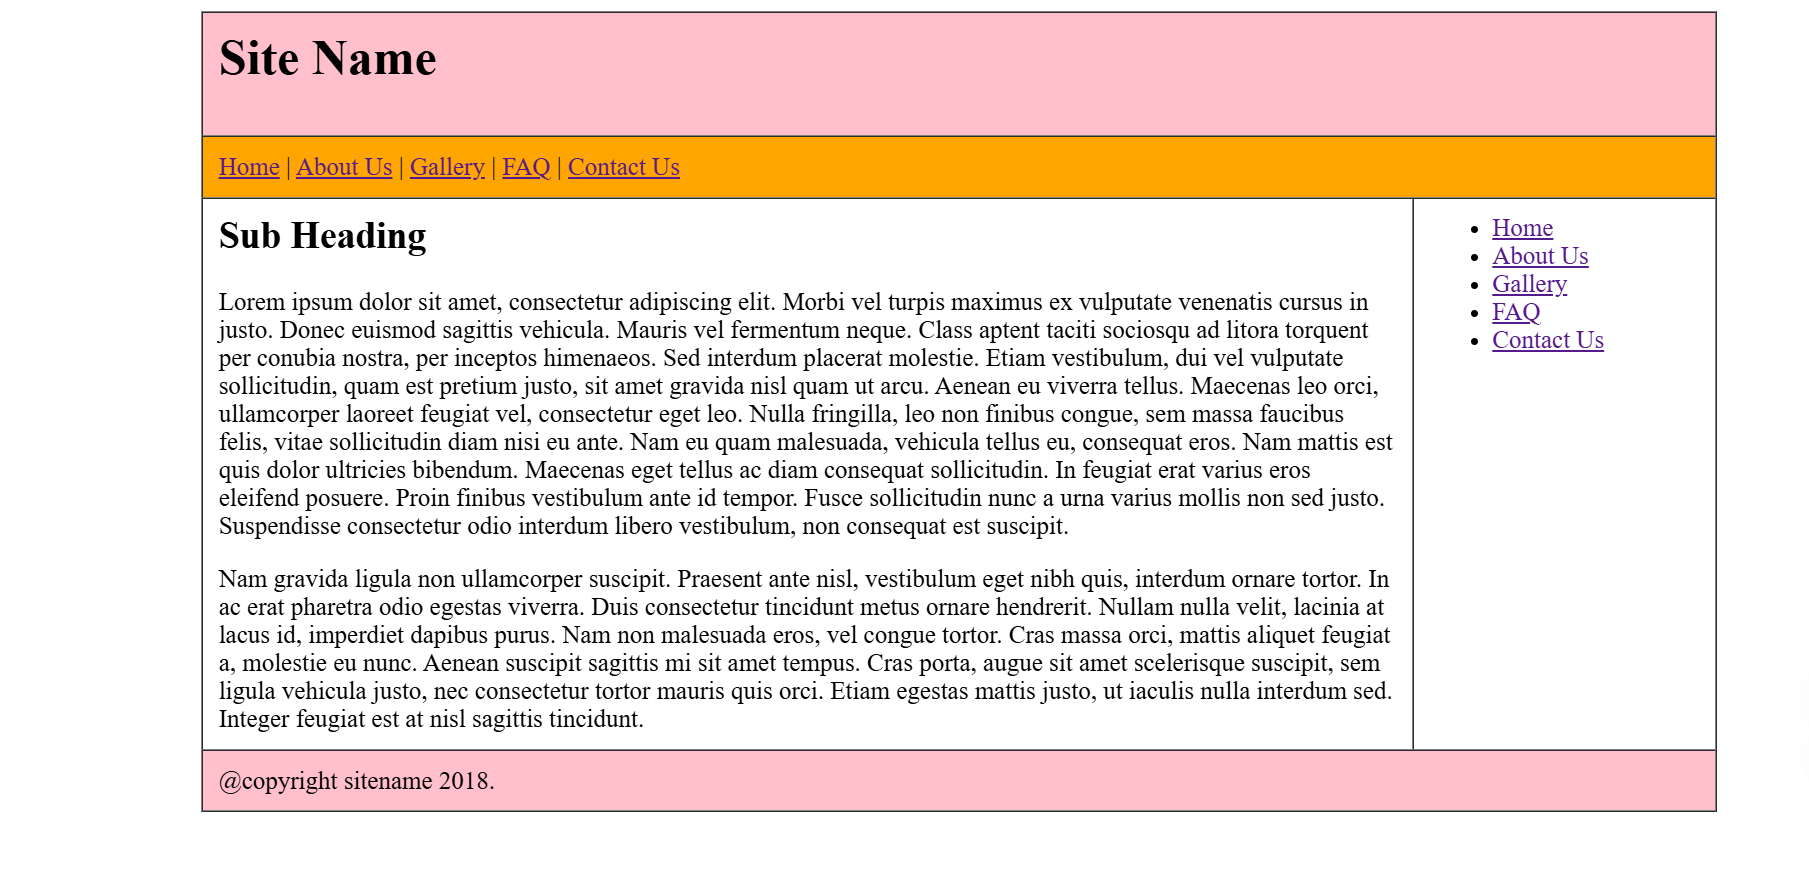 Site Name
Home | About Us | Gallery | FAQ | Contact Us
Sub Heading
Lorem ipsum dolor sit amet, consectetur adipiscing elit. Morbi vel turpis maximus ex vulputate venenatis cursus in
justo. Donec euismod sagittis vehicula. Mauris vel fermentum neque. Class aptent taciti sociosqu ad litora torquent
per conubia nostra, per inceptos himenaeos. Sed interdum placerat molestie. Etiam vestibulum, dui vel vulputate
sollicitudin, quam est pretium justo, sit amet gravida nisl quam ut arcu. Aenean eu viverra tellus. Maecenas leo orci,
ullamcorper laoreet feugiat vel, consectetur eget leo. Nulla fringilla, leo non finibus congue, sem massa faucibus
felis, vitae sollicitudin diam nisi eu ante. Nam eu quam malesuada, vehicula tellus eu, consequat eros. Nam mattis est
quis dolor ultricies bibendum. Maecenas eget tellus ac diam consequat sollicitudin. In feugiat erat varius eros
eleifend posuere. Proin finibus vestibulum ante id tempor. Fusce sollicitudin nunc a urna varius mollis non sed justo.
Suspendisse consectetur odio interdum libero vestibulum, non consequat est suscipit.
Nam gravida ligula non ullamcorper suscipit. Praesent ante nisl, vestibulum eget nibh quis, interdum ornare tortor. In
ac erat pharetra odio egestas viverra. Duis consectetur tincidunt metus ornare hendrerit. Nullam nulla velit, lacinia at
lacus id, imperdiet dapibus purus. Nam non malesuada eros, vel congue tortor. Cras massa orci, mattis aliquet feugiat
a, molestie eu nunc. Aenean suscipit sagittis mi sit amet tempus. Cras porta, augue sit amet scelerisque suscipit, sem
ligula vehicula justo, nec consectetur tortor mauris quis orci. Etiam egestas mattis justo, ut iaculis nulla interdum sed.
Integer feugiat est at nisl sagittis tincidunt.
• Home
• About Us
• Gallery
• FAQ
• Contact Us
@copyright sitename 2018.